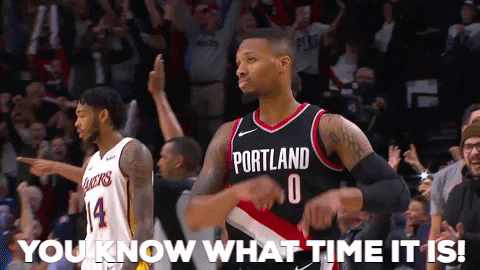 LAKERS
14
PORTLAND
0
YOU KNOW WHAT TIME IT IS!